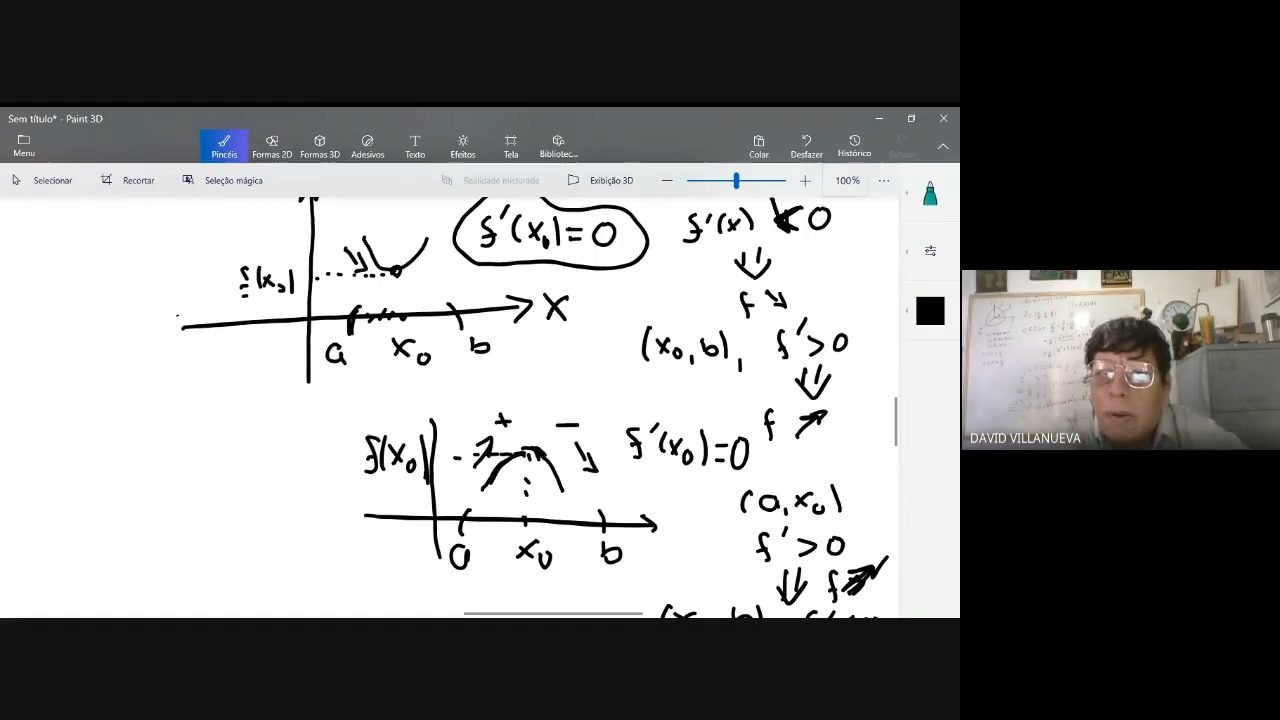 Sem título* - Paint 3D
Menu
Pincéis
Formas 2D
Formas 3D
Adesivos
Texto
Efeitos
Tela
Bibliotec...
Colar
Desfazer
Histórico
Selecionar
Recortar
Seleção mágica
Realidade misturada
Exibição 3D
100%
f'(x₀)=0
f'(x) < 0
⇓
f ↘
f(x₀)
X
a x₀ b
(x₀, b), f' > 0
⇓
f ↗
+ −
f(x₀)
f'(x₀)=0
a x₀ b
(a, x₀)
f' > 0
⇓ f ↗
DAVID VILLANUEVA